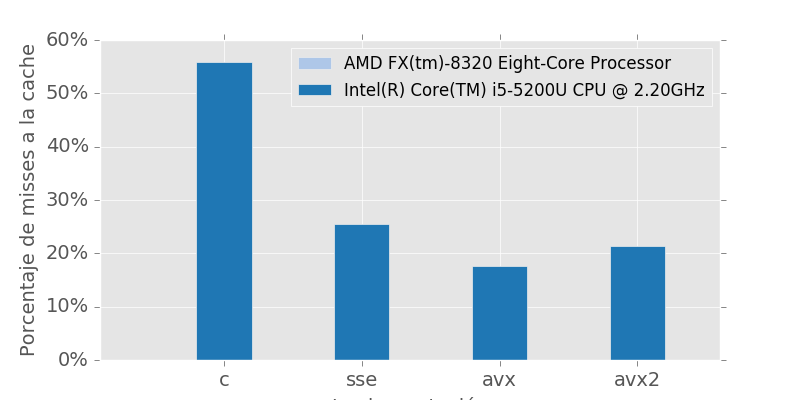 60%
50%
40%
30%
20%
10%
0%
Porcentaje de misses a la cache
AMD FX(tm)-8320 Eight-Core Processor
Intel(R) Core(TM) i5-5200U CPU @ 2.20GHz
c
sse
avx
avx2